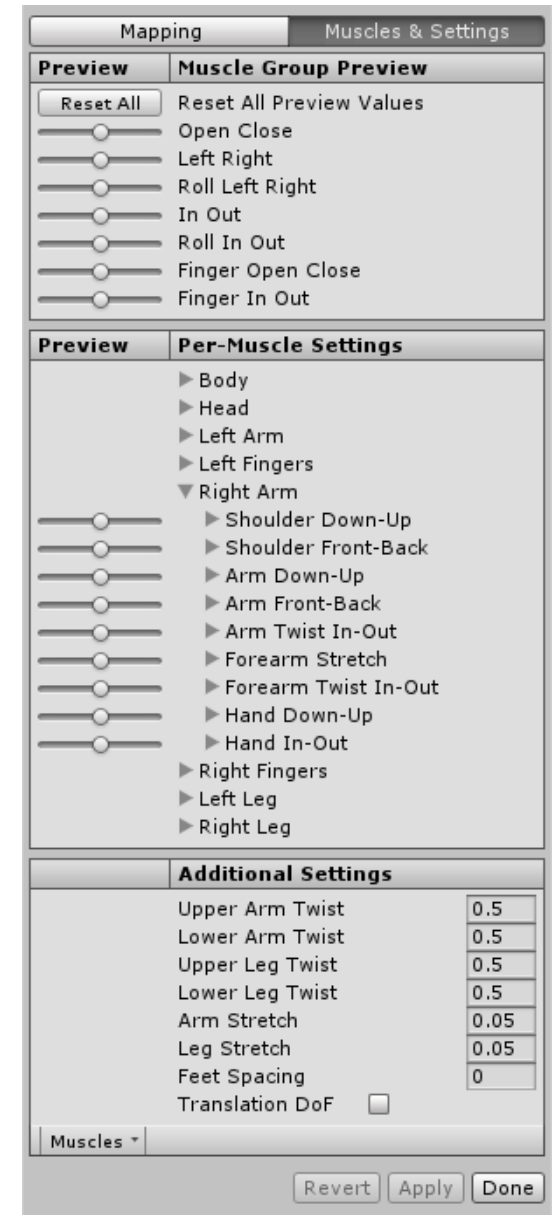 Mapping Muscles & Settings
Preview Muscle Group Preview
Reset All Reset All Preview Values
Open Close
Left Right
Roll Left Right
In Out
Roll In Out
Finger Open Close
Finger In Out
Preview Per-Muscle Settings
Body
Head
Left Arm
Left Fingers
Right Arm
Shoulder Down-Up
Shoulder Front-Back
Arm Down-Up
Arm Front-Back
Arm Twist In-Out
Forearm Stretch
Forearm Twist In-Out
Hand Down-Up
Hand In-Out
Right Fingers
Left Leg
Right Leg
Additional Settings
Upper Arm Twist 0.5
Lower Arm Twist 0.5
Upper Leg Twist 0.5
Lower Leg Twist 0.5
Arm Stretch 0.05
Leg Stretch 0.05
Feet Spacing 0
Translation DoF
Muscles
Revert Apply Done